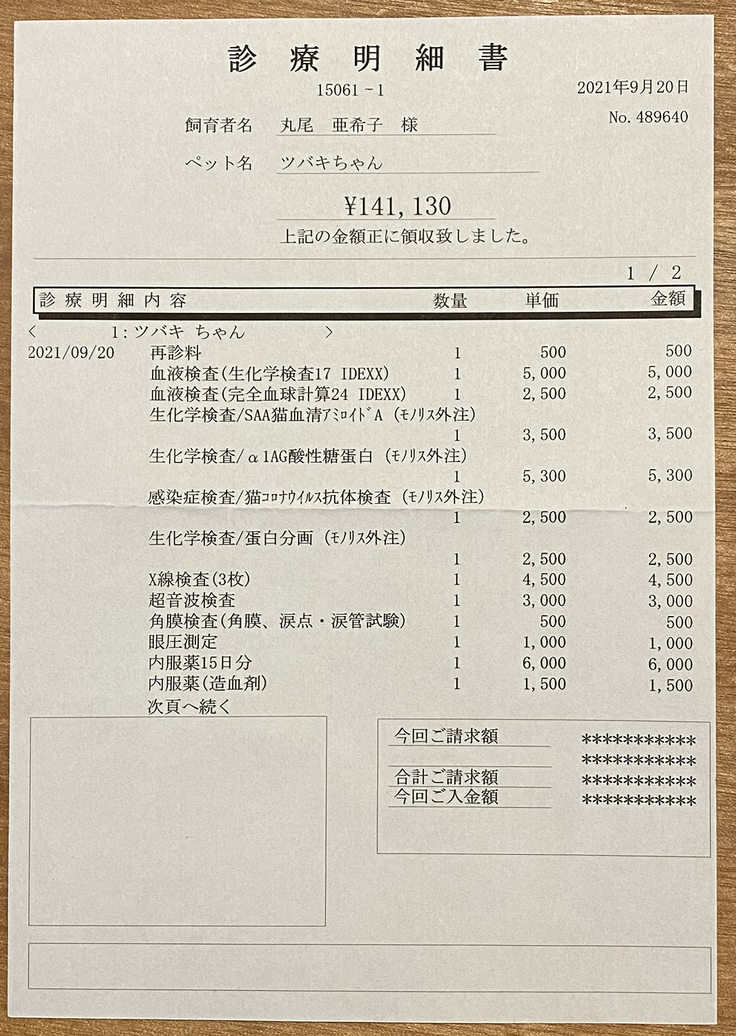 診療明細書
15061-1
2021年9月20日
No. 489640
飼育者名 丸尾 亜希子 様
ペット名 ツバキちゃん
¥141,130
上記の金額正に領収致しました。
1 / 2
診療明細内容 数量 単価 金額
< 1:ツバキ ちゃん >
2021/09/20 再診料 1 500 500
血液検査(生化学検査17 IDEXX) 1 5,000 5,000
血液検査(完全血球計算24 IDEXX) 1 2,500 2,500
生化学検査/SAA猫血清アミロイドA (モノリス外注)
1 3,500 3,500
生化学検査/α1AG酸性糖蛋白 (モノリス外注)
1 5,300 5,300
感染症検査/猫コロナウイルス抗体検査 (モノリス外注)
1 2,500 2,500
生化学検査/蛋白分画 (モノリス外注)
1 2,500 2,500
X線検査(3枚) 1 4,500 4,500
超音波検査 1 3,000 3,000
角膜検査(角膜、涙点・涙管試験) 1 500 500
眼圧測定 1 1,000 1,000
内服薬15日分 1 6,000 6,000
内服薬(造血剤) 1 1,500 1,500
次頁へ続く
今回ご請求額 ***********
***********
合計ご請求額 ***********
今回ご入金額 ***********